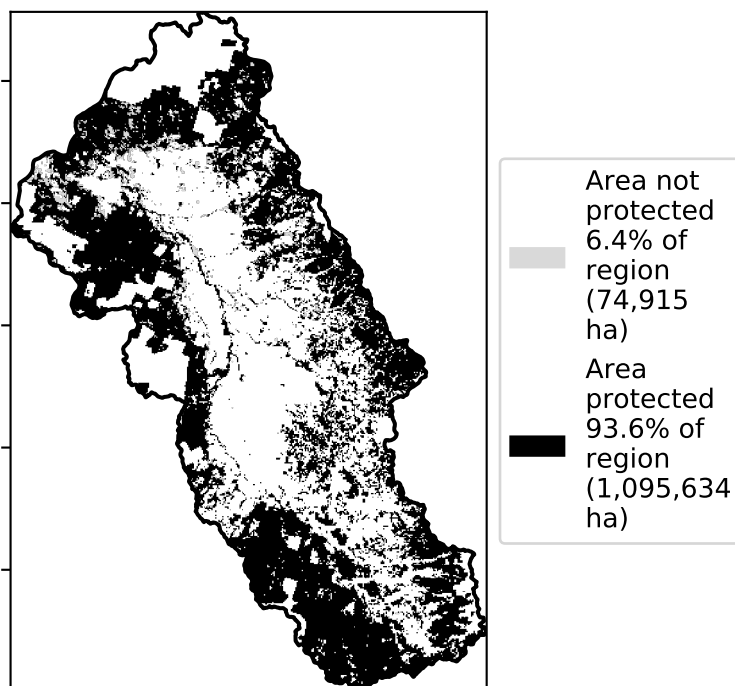 Area not
protected
6.4% of
region
(74,915
ha)
Area
protected
93.6% of
region
(1,095,634
ha)